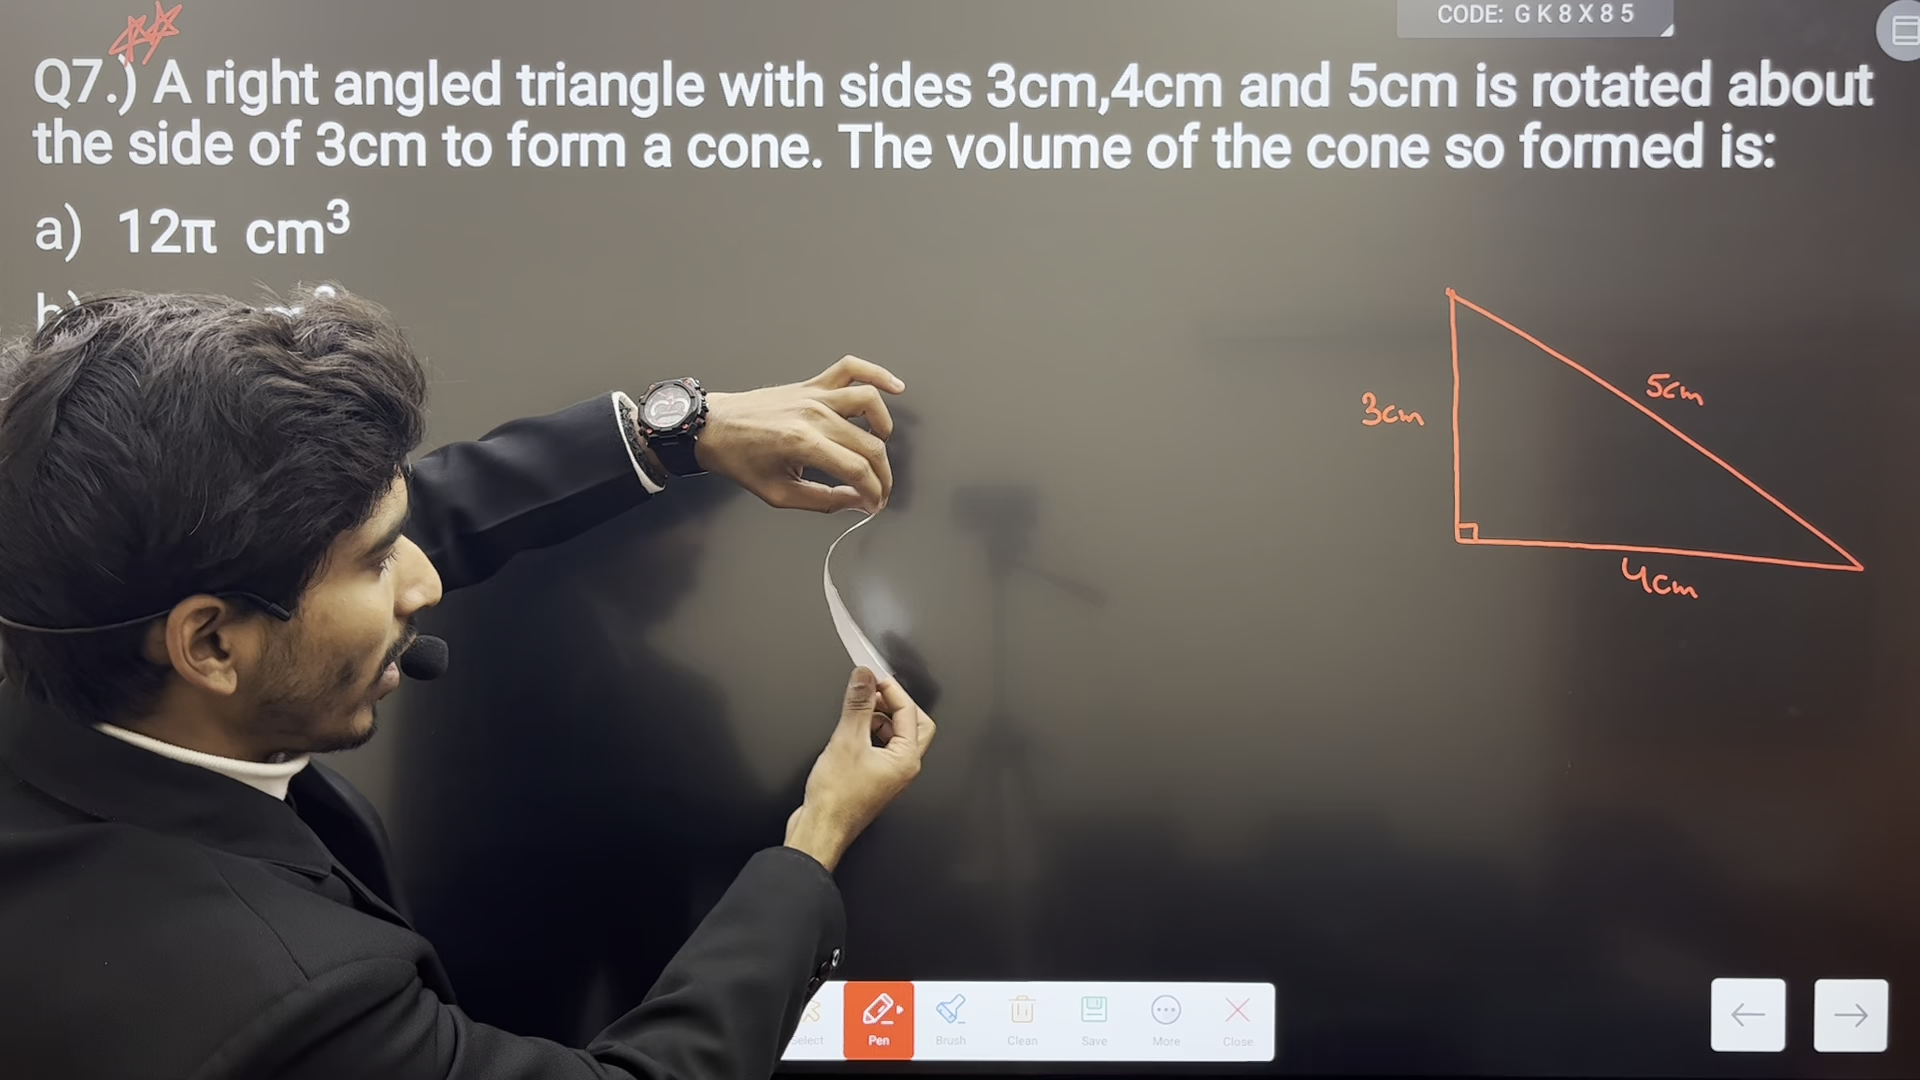 CODE: GK8X85
Q7.) A right angled triangle with sides 3cm,4cm and 5cm is rotated about
the side of 3cm to form a cone. The volume of the cone so formed is:
a) 12π cm³
3cm
5cm
4cm
Select
Pen
Brush
Clean
Save
More
Close